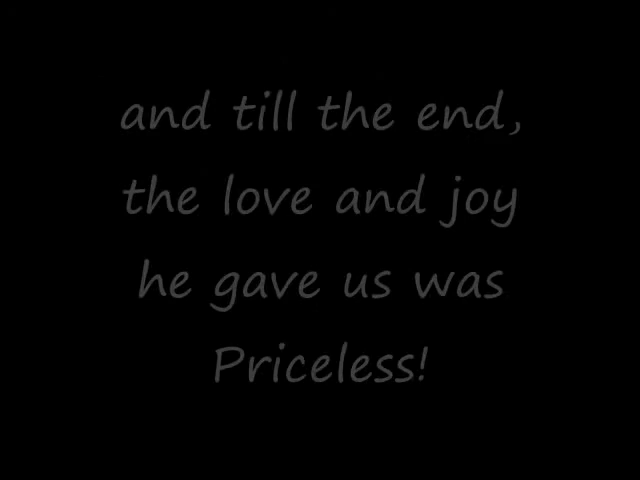 and till the end,
the love and joy
he gave us was
Priceless!